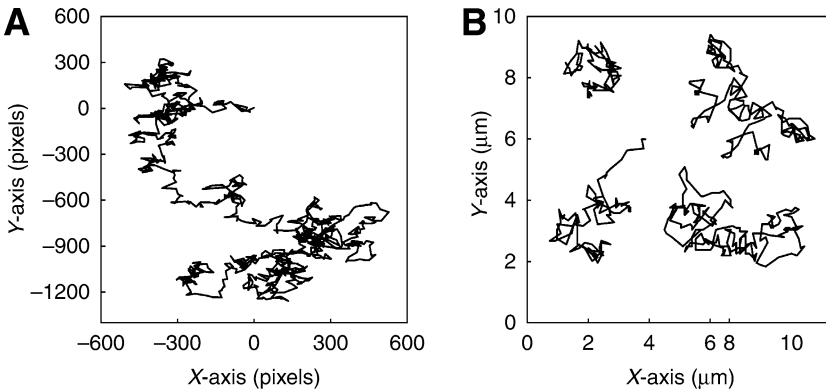 A
B
600
300
0
–300
–600
–900
–1200
Y-axis (pixels)
–600 –300 0 300 600
X-axis (pixels)
10
8
6
4
2
0
Y-axis (μm)
0 2 4 6 8 10
X-axis (μm)